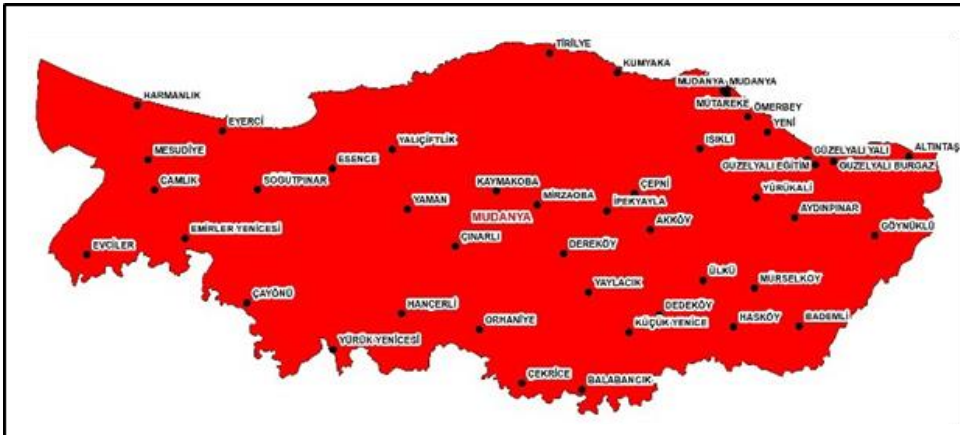 TİRİLYE
KUMYAKA
MUDANYA MUDANYA
HARMANLIK
MÜTAREKE
ÖMERBEY
EYERCİ
YENİ
YALIÇİFTLİK
IŞIKLI
GÜZELYALI YALI
ALTINTAŞ
MESUDİYE
ESENCE
GÜZELYALI EĞİTİM
GÜZELYALI BURGAZ
ÇAMLIK
SÖĞÜTPINAR
KAYMAKOBA
ÇEPNİ
YÜRÜKALİ
YAMAN
MİRZAOBA
İPEKYAYLA
MUDANYA
AYDINPINAR
AKKÖY
GÖYNÜKLÜ
EMİRLER YENİCESİ
ÇINARLI
EVCİLER
DEREKÖY
ÜLKÜ
YAYLACIK
MÜRSELKÖY
ÇAYÖNÜ
HANÇERLİ
DEDEKÖY
ORHANİYE
KÜÇÜK YENİCE
HASKÖY
BADEMLİ
YÜRÜK YENİCESİ
ÇEKRİCE
BALABANCIK